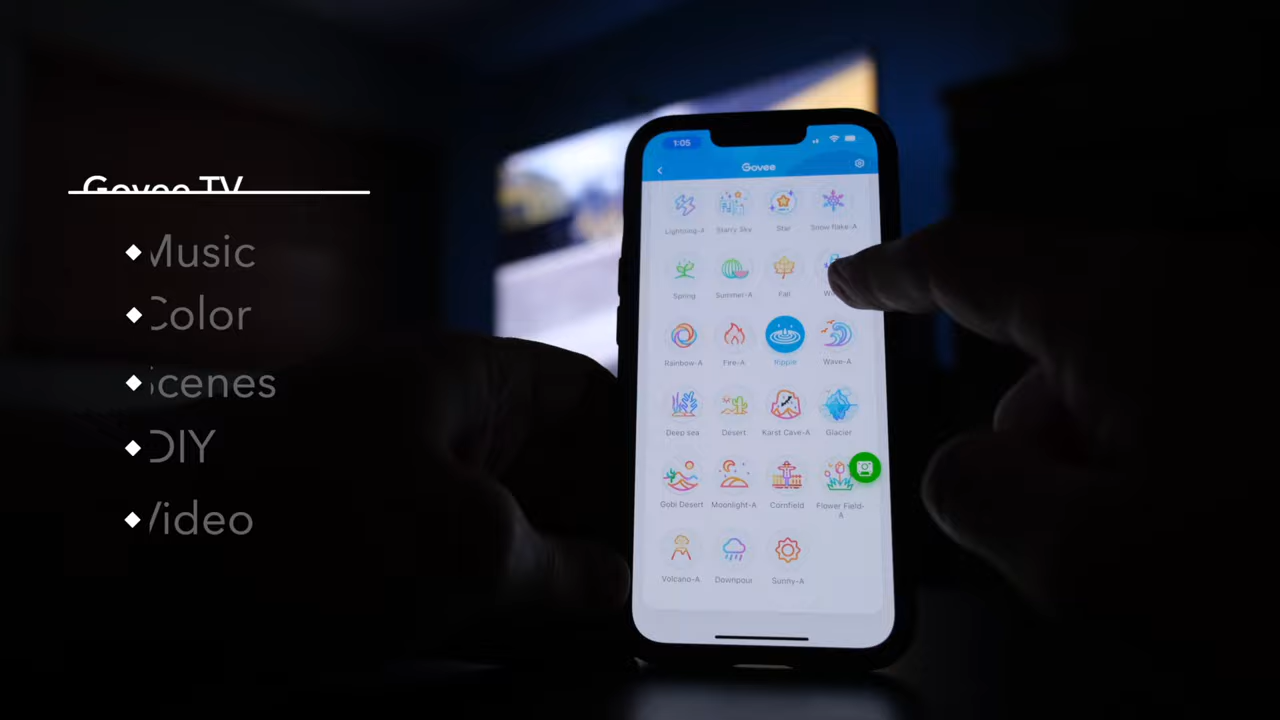 Govee TV
Music
Color
Scenes
DIY
Video
1:05
Govee
Lightning-A Starry Sky Star Snow flake-A
Spring Summer-A Fall
Rainbow-A Fire-A Ripple Wave-A
Deep sea Desert Karst Cave-A Glacier
Gobi Desert Moonlight-A Cornfield Flower Field-
A
Volcano-A Downpour Sunny-A